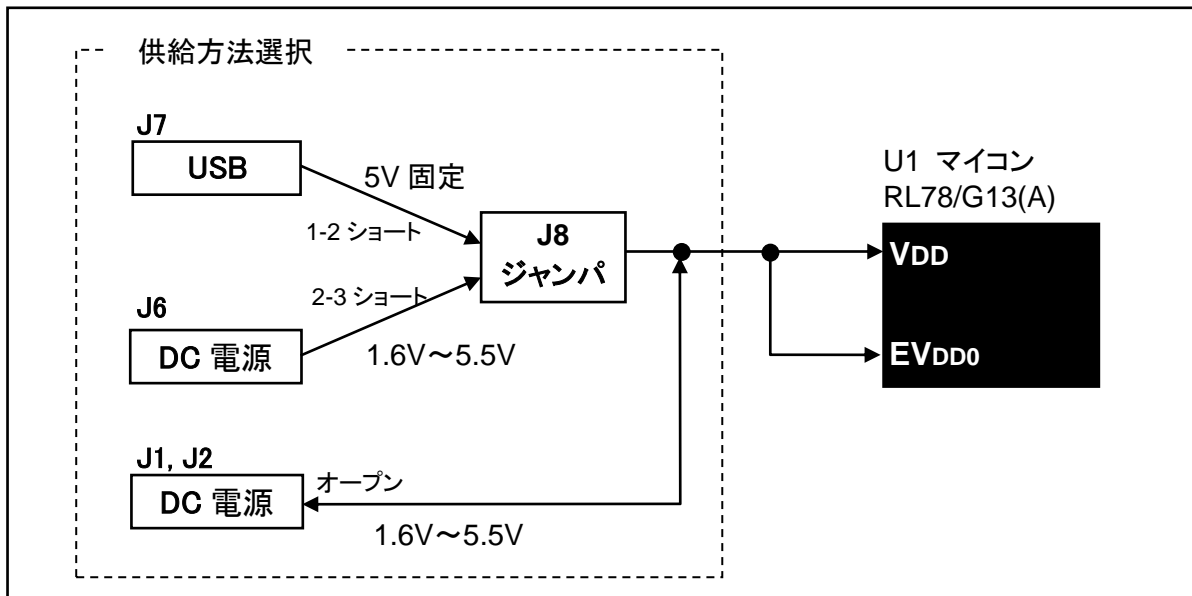 供給方法選択
J7
USB
5V 固定
1-2 ショート
J8
ジャンパ
2-3 ショート
J6
DC 電源
1.6V～5.5V
J1, J2
DC 電源
オープン
1.6V～5.5V
U1 マイコン
RL78/G13(A)
VDD
EVDD0